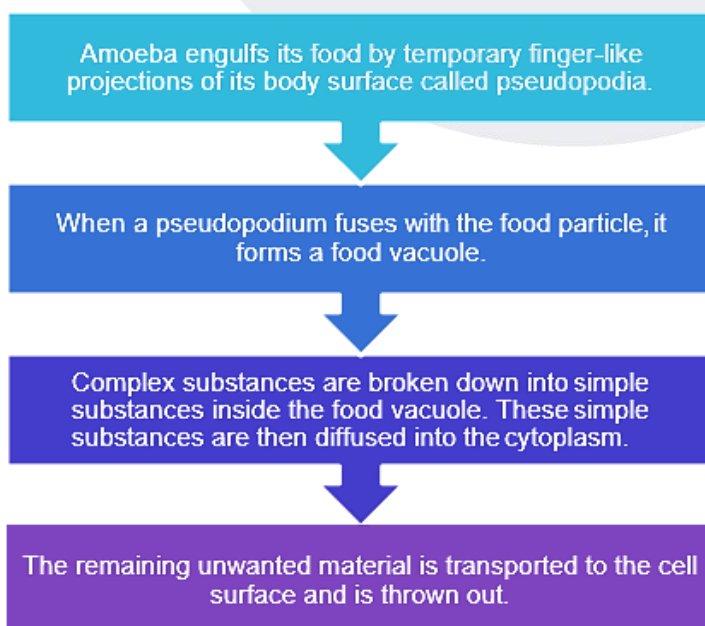 Amoeba engulfs its food by temporary finger-like
projections of its body surface called pseudopodia.
When a pseudopodium fuses with the food particle, it
forms a food vacuole.
Complex substances are broken down into simple
substances inside the food vacuole. These simple
substances are then diffused into the cytoplasm.
The remaining unwanted material is transported to the cell
surface and is thrown out.